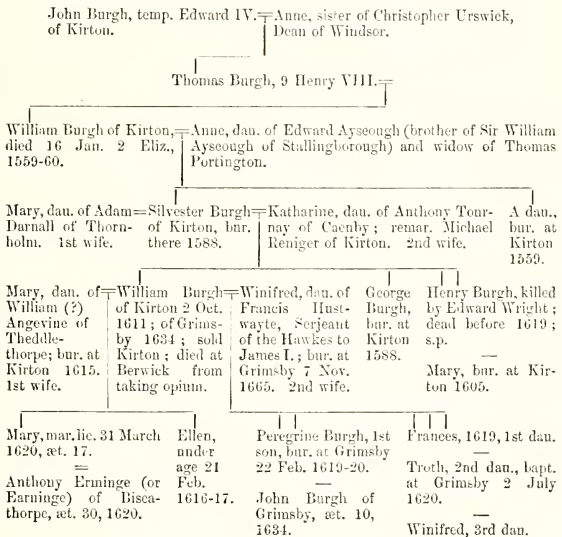 John Burgh, temp. Edward IV.
of Kirton.
Anne, sister of Christopher Urswick,
Dean of Windsor.
Thomas Burgh, 9 Henry VIII.
William Burgh of Kirton,
died 16 Jan. 2 Eliz.,
1559-60.
Anne, dau. of Edward Ayscough (brother of Sir William
Ayscough of Stallingborough) and widow of Thomas
Portington.
Mary, dau. of Adam
Darnall of Thorn-
holm. 1st wife.
Silvester Burgh
of Kirton, bur.
there 1588.
Katharine, dau. of Anthony Tour-
nay of Caenby; remar. Michael
Reniger of Kirton. 2nd wife.
A dau.,
bur. at
Kirton
1559.
Mary, dau. of
William (?)
Angevine of
Theddle-
thorpe; bur. at
Kirton 1615.
1st wife.
William Burgh
of Kirton 2 Oct.
1611; of Grims-
by 1634; sold
Kirton; died at
Berwick from
taking opium.
Winifred, dau. of
Francis Hust-
wayte, Serjeant
of the Hawkes to
James I.; bur. at
Grimsby 7 Nov.
1665. 2nd wife.
George
Burgh,
bur. at
Kirton
1588.
Henry Burgh, killed
by Edward Wright;
dead before 1619;
s.p.
—
Mary, bur. at Kir-
ton 1605.
Mary, mar. lic. 31 March
1620, æt. 17.
=
Anthony Erminge (or
Earninge) of Bisca-
thorpe, æt. 30, 1620.
Ellen,
under
age 21
Feb.
1616-17.
Peregrine Burgh, 1st
son, bur. at Grimsby
22 Feb. 1619-20.
—
John Burgh of
Grimsby, æt. 10,
1634.
Frances, 1619, 1st dau.
—
Troth, 2nd dau., bapt.
at Grimsby 2 July
1620.
—
Winifred, 3rd dau.